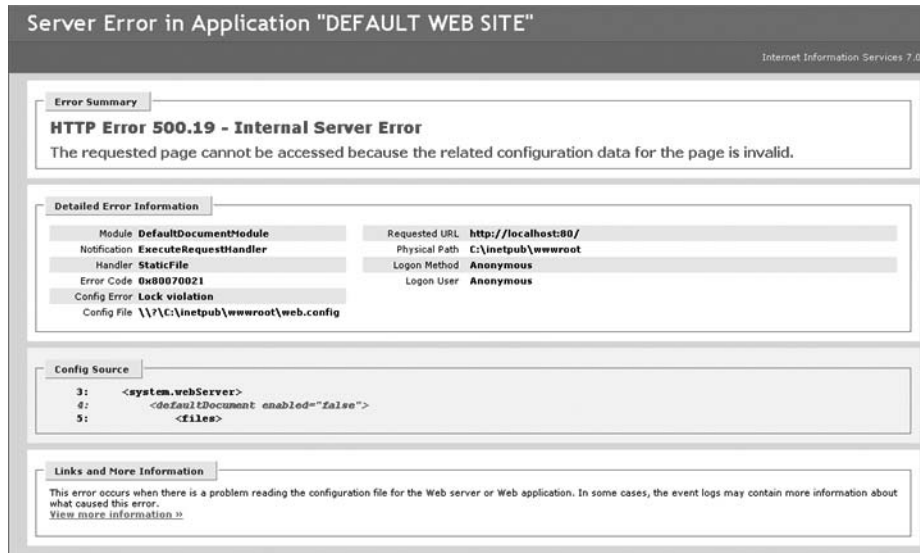 Server Error in Application "DEFAULT WEB SITE"
Internet Information Services 7.0
Error Summary
HTTP Error 500.19 - Internal Server Error
The requested page cannot be accessed because the related configuration data for the page is invalid.
Detailed Error Information
Module DefaultDocumentModule
Notification ExecuteRequestHandler
Handler StaticFile
Error Code 0x80070021
Config Error Lock violation
Config File \\?\C:\inetpub\wwwroot\web.config
Requested URL http://localhost:80/
Physical Path C:\inetpub\wwwroot
Logon Method Anonymous
Logon User Anonymous
Config Source
3: <system.webServer>
4: <defaultDocument enabled="false">
5: <files>
Links and More Information
This error occurs when there is a problem reading the configuration file for the Web server or Web application. In some cases, the event logs may contain more information about
what caused this error.
View more information »